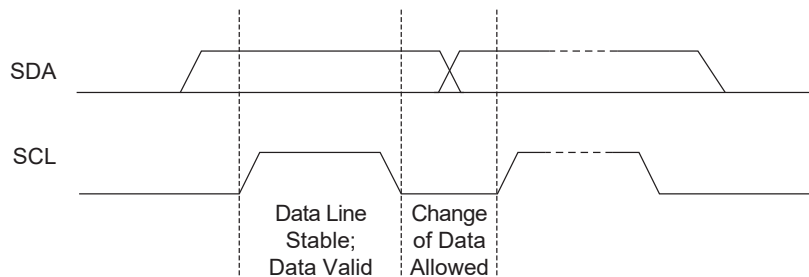 SDA
SCL
Data Line
Stable;
Data Valid
Change
of Data
Allowed